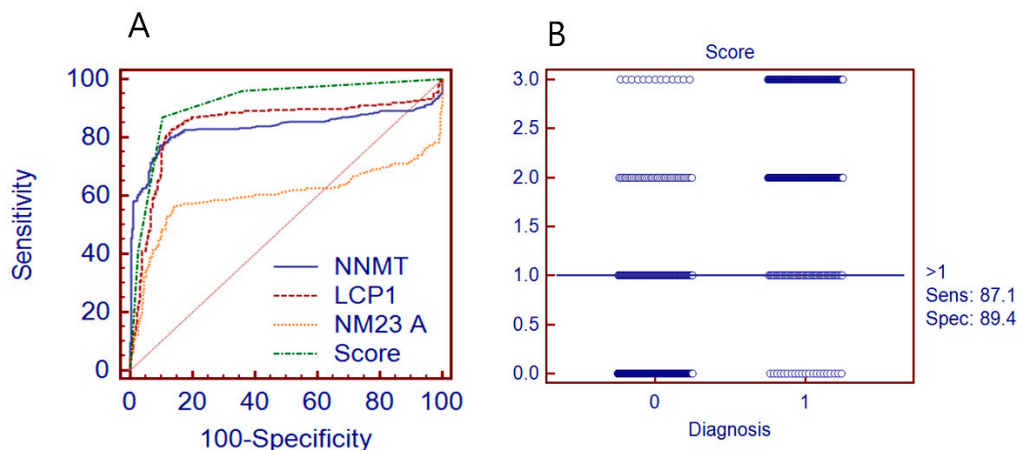 A
100
80
60
40
20
0
Sensitivity
NNMT
LCP1
NM23 A
Score
0 20 40 60 80 100
100-Specificity
B
Score
3.0
2.5
2.0
1.5
1.0
0.5
0.0
>1
Sens: 87.1
Spec: 89.4
0 1
Diagnosis